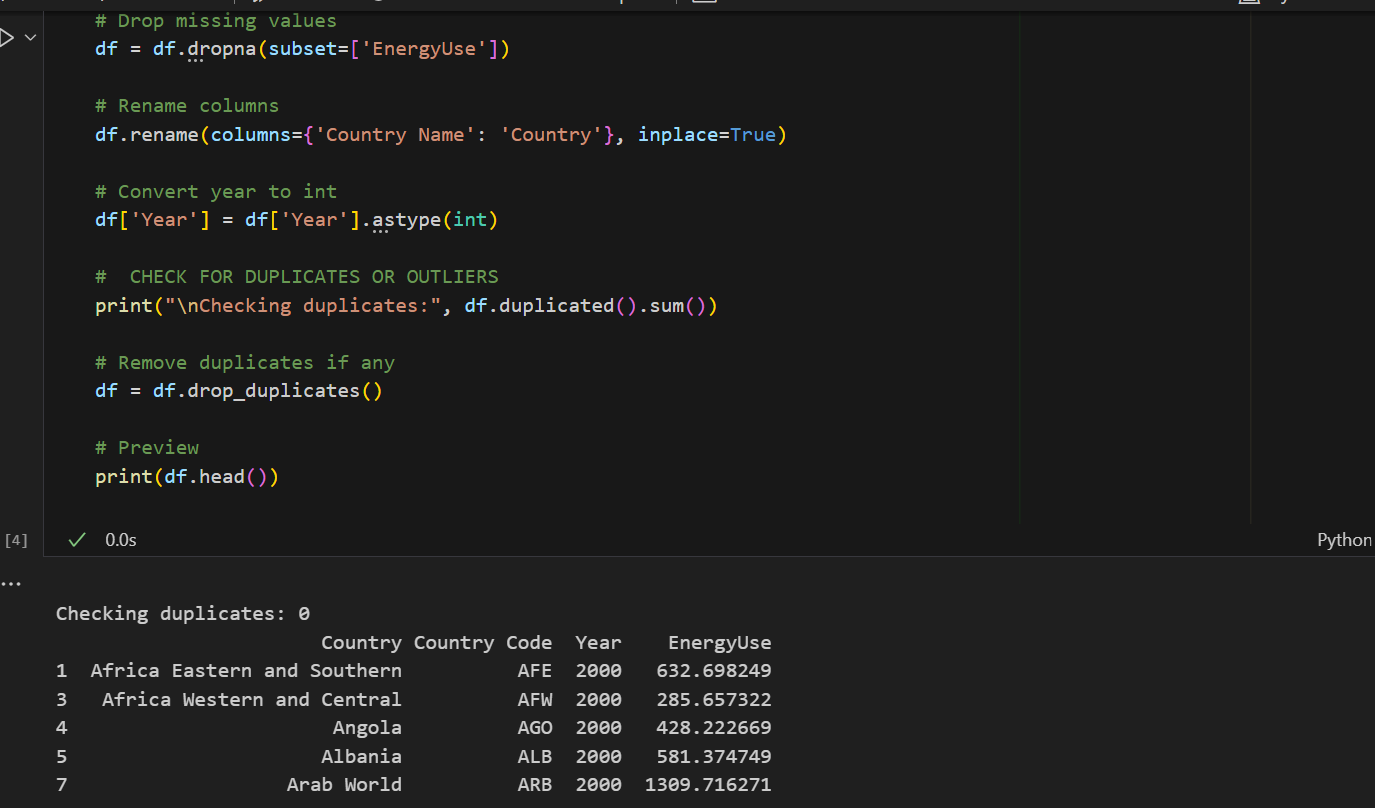 # Drop missing values
df = df.dropna(subset=['EnergyUse'])
# Rename columns
df.rename(columns={'Country Name': 'Country'}, inplace=True)
# Convert year to int
df['Year'] = df['Year'].astype(int)
#  CHECK FOR DUPLICATES OR OUTLIERS
print("\nChecking duplicates:", df.duplicated().sum())
# Remove duplicates if any
df = df.drop_duplicates()
# Preview
print(df.head())
[4] 0.0s Python
...
Checking duplicates: 0
Country Country Code  Year    EnergyUse
1  Africa Eastern and Southern          AFE  2000   632.698249
3   Africa Western and Central          AFW  2000   285.657322
4                       Angola          AGO  2000   428.222669
5                      Albania          ALB  2000   581.374749
7                   Arab World          ARB  2000  1309.716271